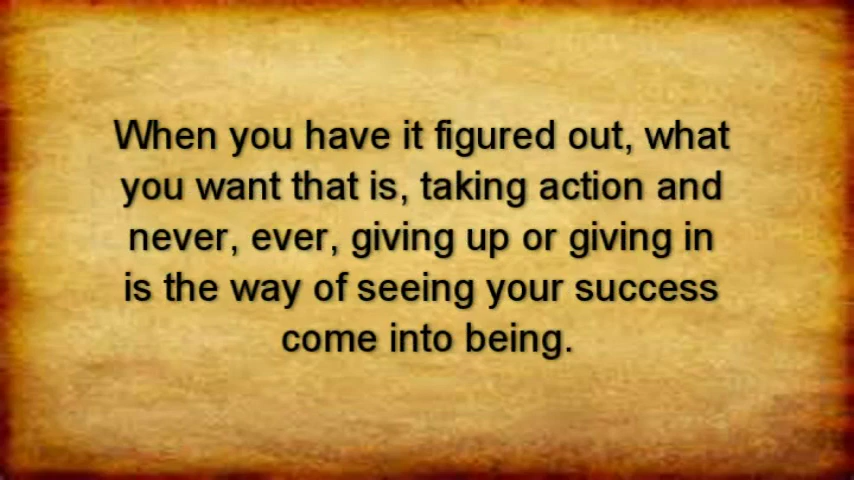 When you have it figured out, what
you want that is, taking action and
never, ever, giving up or giving in
is the way of seeing your success
come into being.